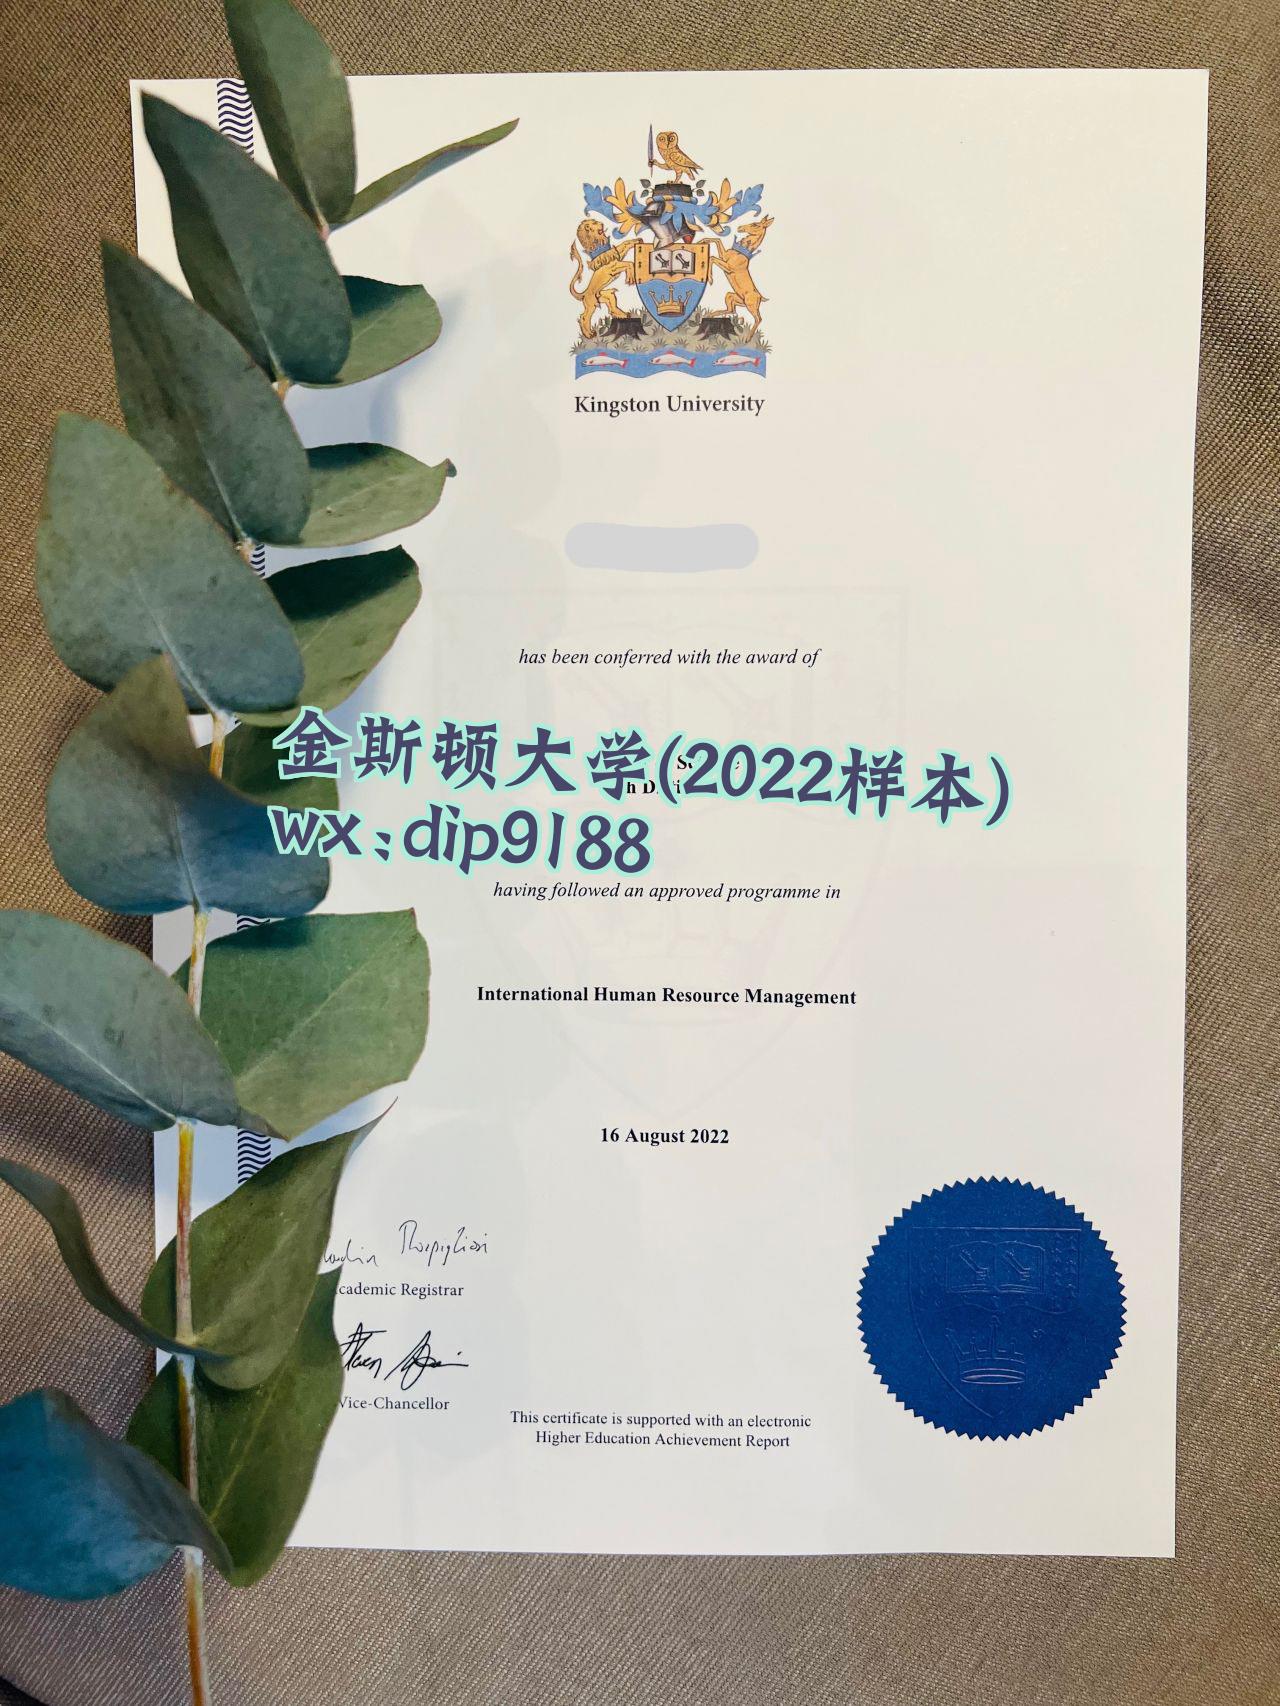 Kingston University
has been conferred with the award of
金斯顿大学(2022样本)
wx:dip9188
having followed an approved programme in
International Human Resource Management
16 August 2022
cademic Registrar
Vice-Chancellor
This certificate is supported with an electronic
Higher Education Achievement Report